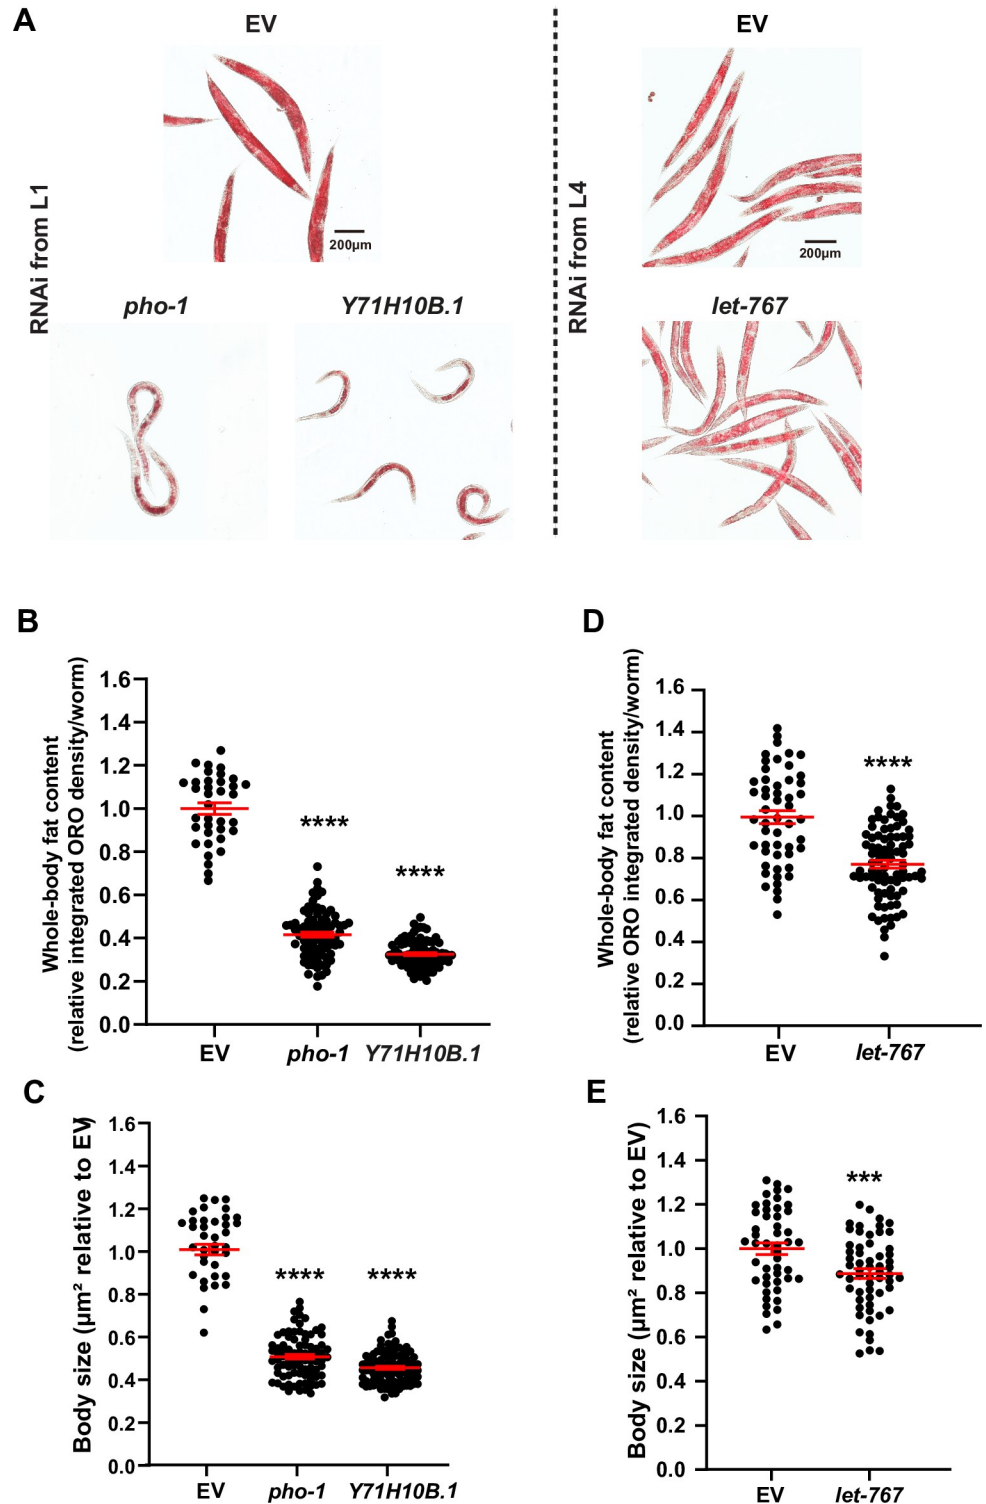 A
EV
EV
RNAi from L1
200µm
RNAi from L4
200µm
pho-1
Y71H10B.1
let-767
B
Whole-body fat content
(relative integrated ORO density/worm)
1.6
1.4
1.2
1.0
0.8
0.6
0.4
0.2
0.0
****
****
EV
pho-1
Y71H10B.1
D
Whole-body fat content
(relative ORO integrated density/worm)
1.6
1.4
1.2
1.0
0.8
0.6
0.4
0.2
0.0
****
EV
let-767
C
Body size (µm² relative to EV)
1.6
1.4
1.2
1.0
0.8
0.6
0.4
0.2
0.0
****
****
EV
pho-1
Y71H10B.1
E
Body size (µm² relative to EV)
1.6
1.4
1.2
1.0
0.8
0.6
0.4
0.2
0.0
***
EV
let-767